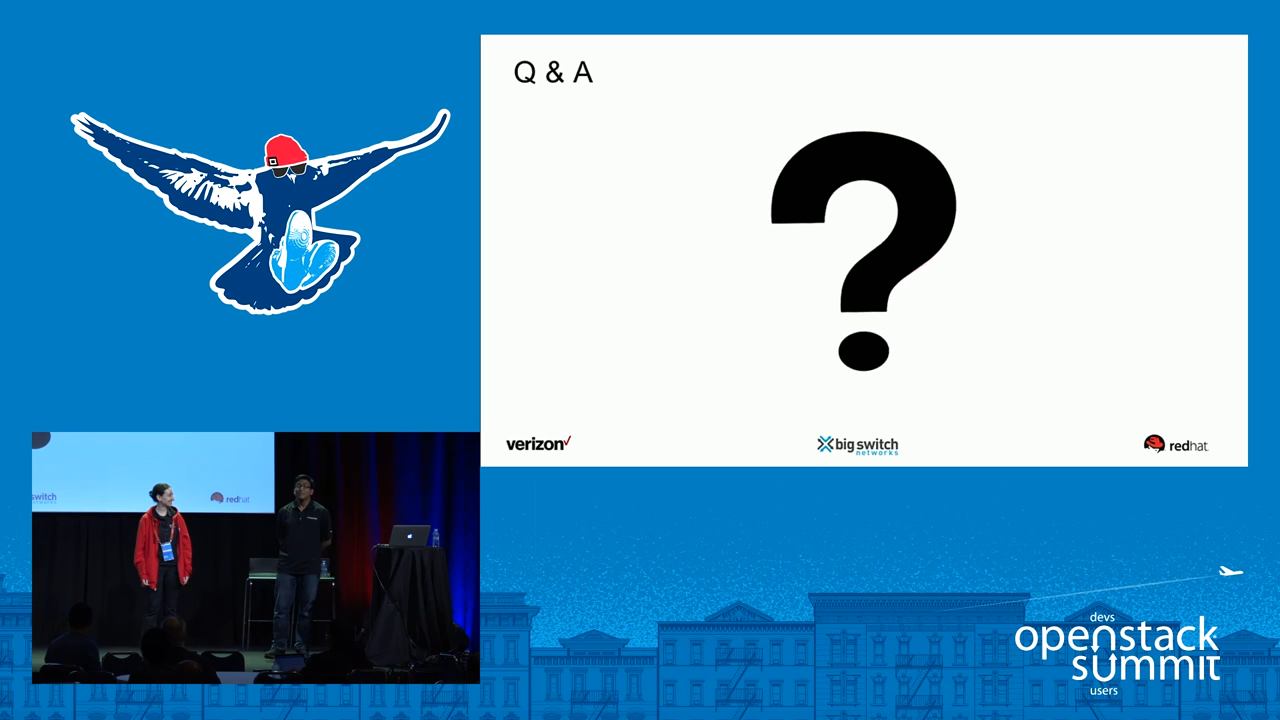 Q & A
?
verizon
big switch
networks
redhat
switch
redhat
devs
openstack
summit
users